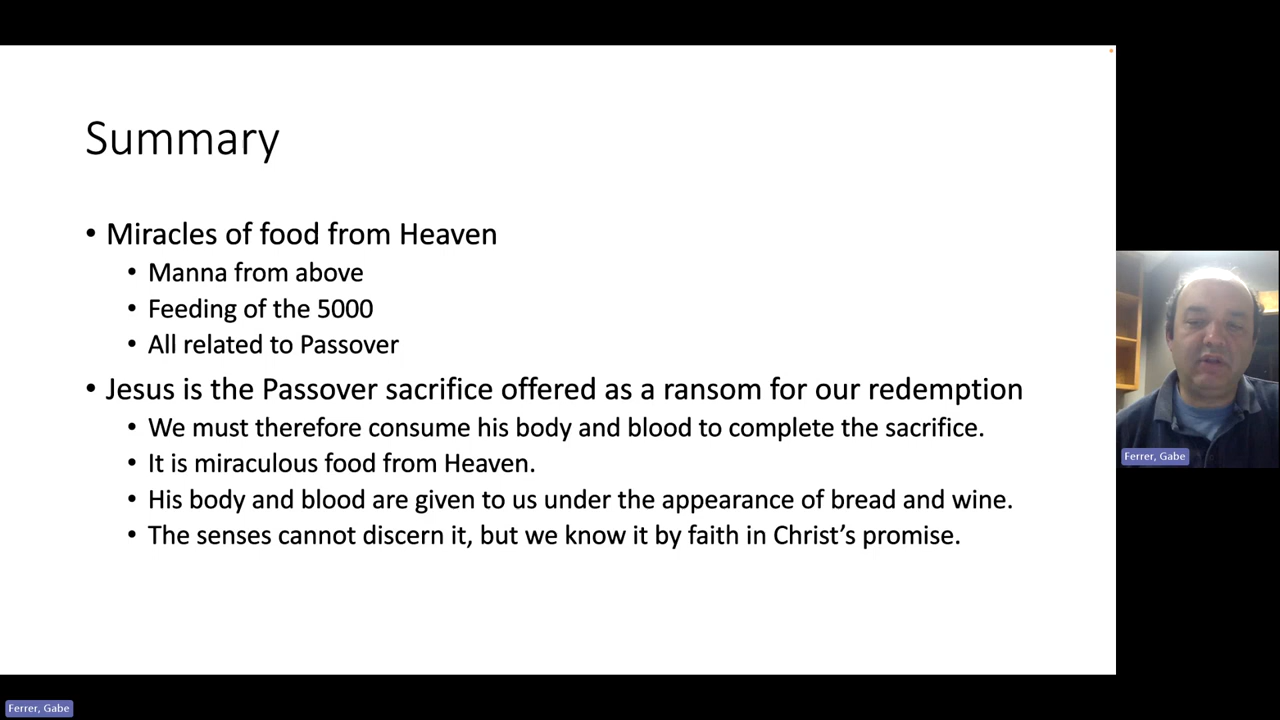 Summary
• Miracles of food from Heaven
• Manna from above
• Feeding of the 5000
• All related to Passover
• Jesus is the Passover sacrifice offered as a ransom for our redemption
• We must therefore consume his body and blood to complete the sacrifice.
• It is miraculous food from Heaven.
• His body and blood are given to us under the appearance of bread and wine.
• The senses cannot discern it, but we know it by faith in Christ’s promise.
Ferrer, Gabe
Ferrer, Gabe